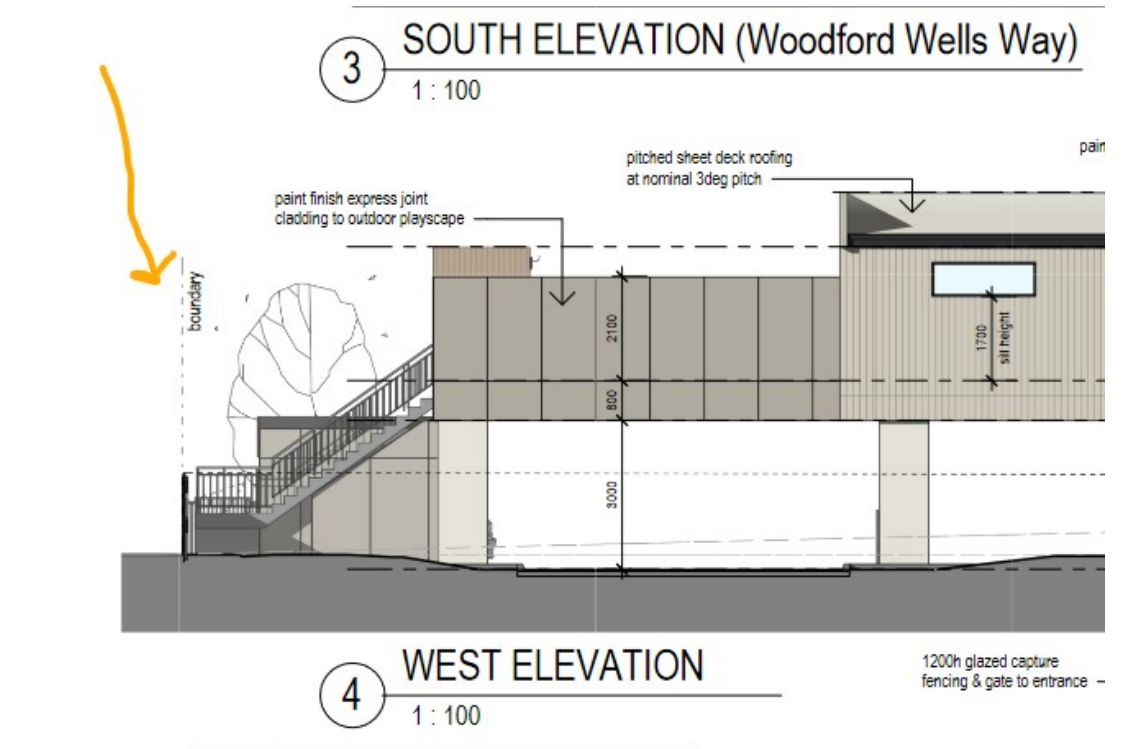 3
SOUTH ELEVATION (Woodford Wells Way)
1 : 100
pitched sheet deck roofing
at nominal 3deg pitch
pain
paint finish express joint
cladding to outdoor playscape
boundary
2100
1700
sill height
800
3000
4
WEST ELEVATION
1 : 100
1200h glazed capture
fencing & gate to entrance